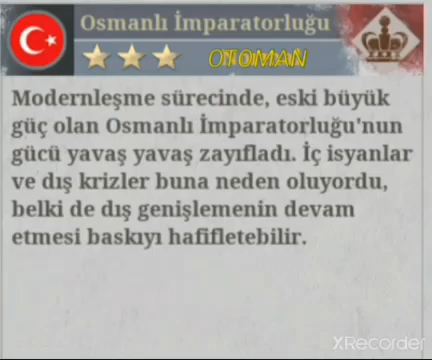 Osmanlı İmparatorluğu
OTOMAN
Modernleşme sürecinde, eski büyük
güç olan Osmanlı İmparatorluğu'nun
gücü yavaş yavaş zayıfladı. İç isyanlar
ve dış krizler buna neden oluyordu,
belki de dış genişlemenin devam
etmesi baskıyı hafifletebilir.
XRecorder